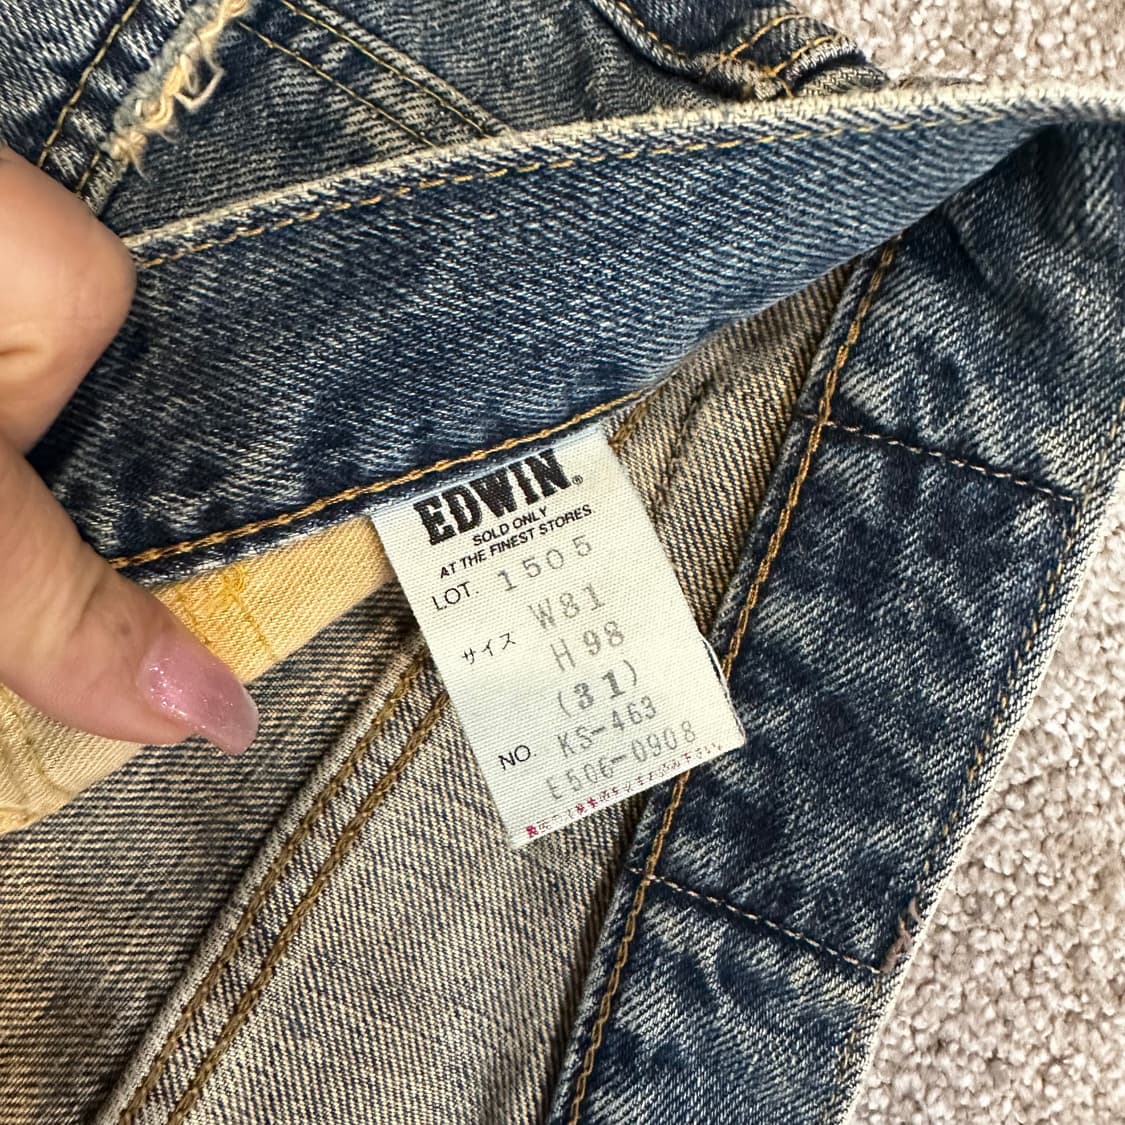 EDWIN®
SOLD ONLY
AT THE FINEST STORES
LOT. 1505
サイズ W81
H98
(31)
NO. KS-463
E506-0908